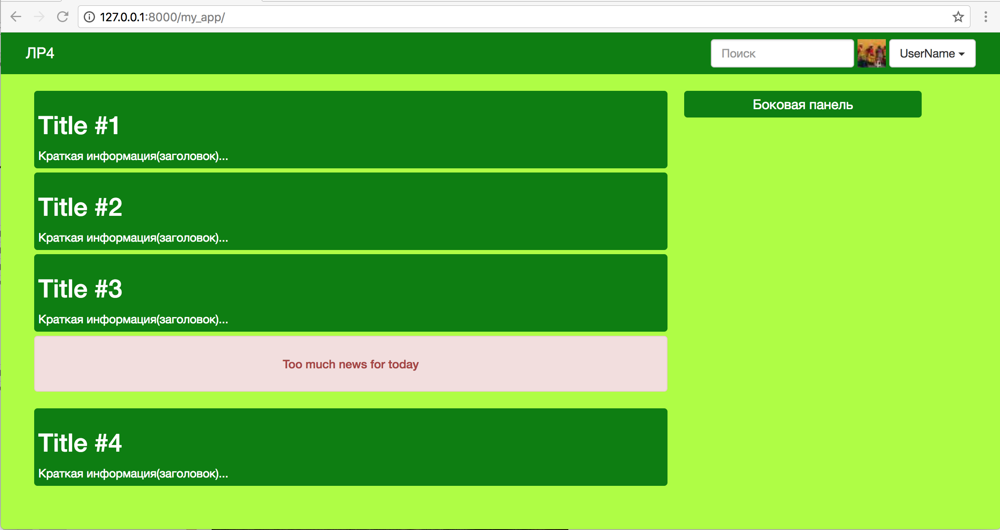 127.0.0.1:8000/my_app/
ЛР4
Поиск
UserName
Title #1
Краткая информация(заголовок)...
Боковая панель
Title #2
Краткая информация(заголовок)...
Title #3
Краткая информация(заголовок)...
Too much news for today
Title #4
Краткая информация(заголовок)...